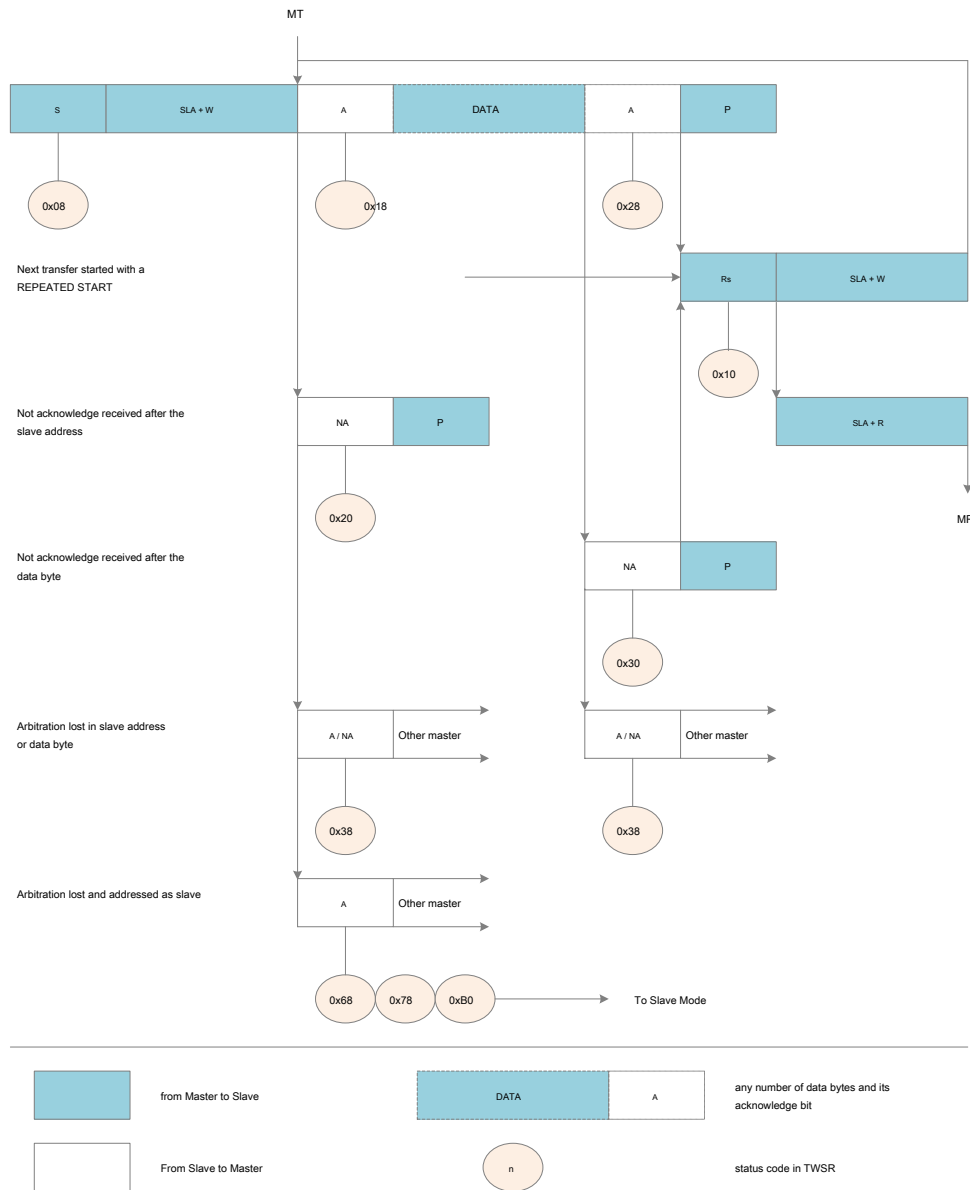 MT
S
SLA + W
A
DATA
A
P
0x08
0x18
0x28
Next transfer started with a
REPEATED START
Rs
SLA + W
0x10
Not acknowledge received after the
slave address
NA
P
SLA + R
0x20
MR
Not acknowledge received after the
data byte
NA
P
0x30
Arbitration lost in slave address
or data byte
A / NA
Other master
A / NA
Other master
0x38
0x38
Arbitration lost and addressed as slave
A
Other master
0x68
0x78
0xB0
To Slave Mode
from Master to Slave
DATA
A
any number of data bytes and its
acknowledge bit
From Slave to Master
n
status code in TWSR